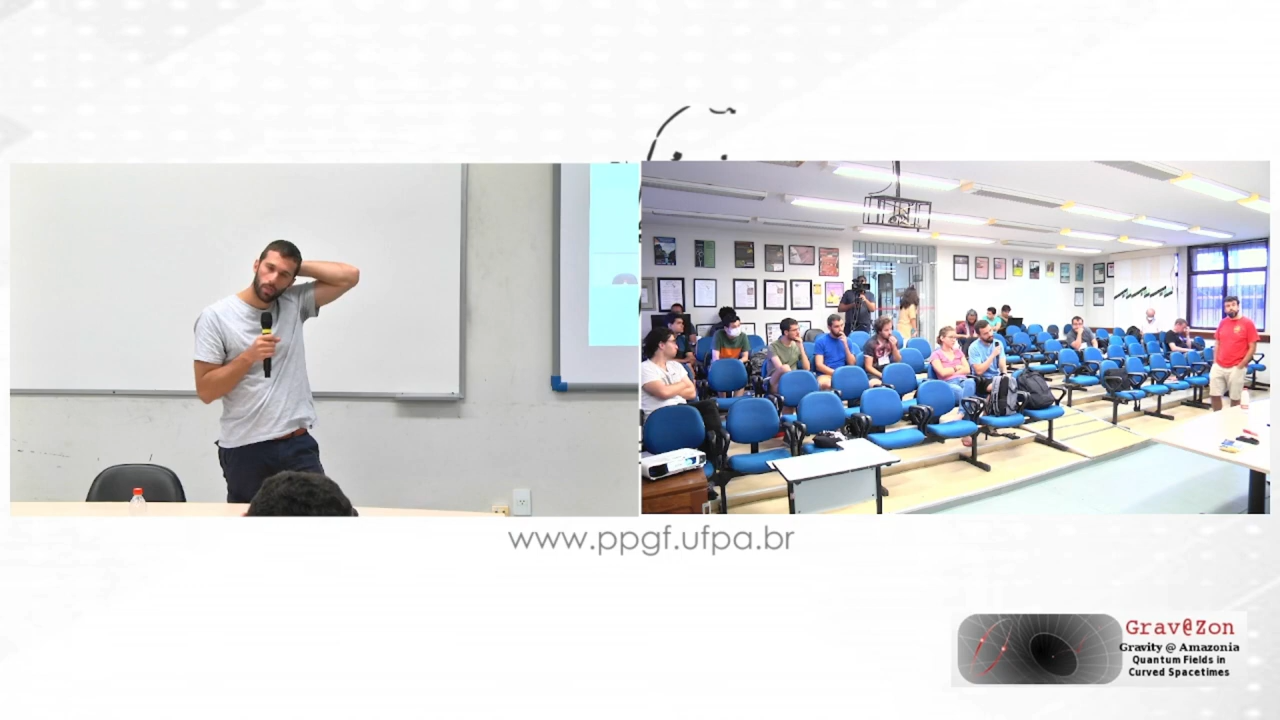 www.ppgf.ufpa.br
Grav@Zon
Gravity @ Amazonia
Quantum Fields in
Curved Spacetimes